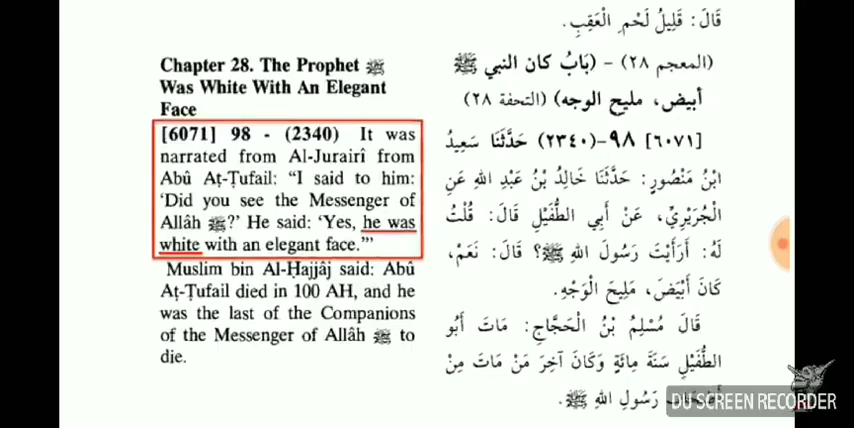 Chapter 28. The Prophet ﷺ
Was White With An Elegant
Face
[6071] 98 - (2340) It was
narrated from Al-Jurairî from
Abû Aṭ-Ṭufail: “I said to him:
‘Did you see the Messenger of
Allâh ﷺ?’ He said: ‘Yes, he was
white with an elegant face.’”
Muslim bin Al-Ḥajjâj said: Abû
Aṭ-Ṭufail died in 100 AH, and he
was the last of the Companions
of the Messenger of Allâh ﷺ to
die.
قَالَ: قَلِيلُ لَحْمِ الْعَقِبِ.
(المعجم ٢٨) - (بَابُ كان النبي ﷺ
أبيض، مليح الوجه) (التحفة ٢٨)
[٦٠٧١] ٩٨-(٢٣٤٠) حَدَّثَنَا سَعِيدُ
ابْنُ مَنْصُورٍ: حَدَّثَنَا خَالِدُ بْنُ عَبْدِ اللهِ عَنِ
الْجُرَيْرِيِّ، عَنْ أَبِي الطُّفَيْلِ قَالَ: قُلْتُ
لَهُ: أَرَأَيْتَ رَسُولَ اللهِ ﷺ؟ قَالَ: نَعَمْ،
كَانَ أَبْيَضَ، مَلِيحَ الْوَجْهِ.
قَالَ مُسْلِمُ بْنُ الْحَجَّاجِ: مَاتَ أَبُو
الطُّفَيْلِ سَنَةَ مِائَةٍ وَكَانَ آخِرَ مَنْ مَاتَ مِنْ
رَسُولِ اللهِ ﷺ.
DU SCREEN RECORDER